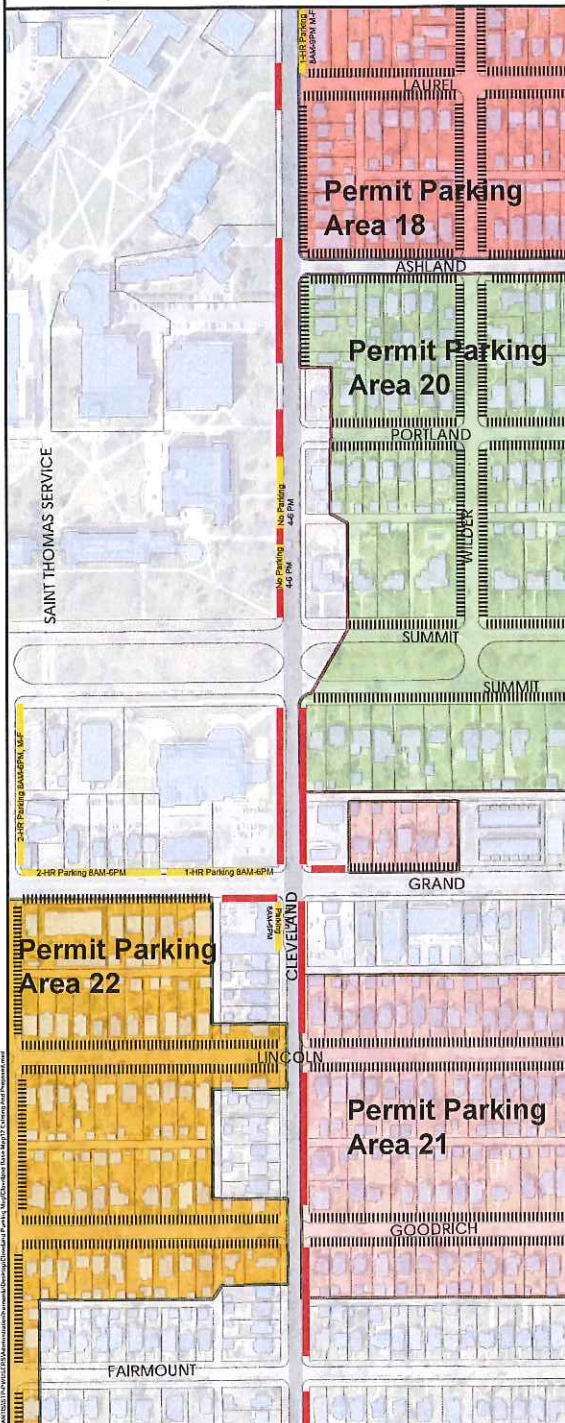 1-HR Parking
8AM-6PM M-F
LAUREL
Permit Parking
Area 18
ASHLAND
Permit Parking
Area 20
PORTLAND
SAINT THOMAS SERVICE
No Parking
4-6 PM
No Parking
4-6 PM
WILDER
SUMMIT
SUMMIT
2-HR Parking 8AM-6PM, M-F
2-HR Parking 8AM-6PM
1-HR Parking 8AM-6PM
GRAND
CLEVELAND
Parking
8AM-6PM
Permit Parking
Area 22
LINCOLN
Permit Parking
Area 21
GOODRICH
FAIRMOUNT